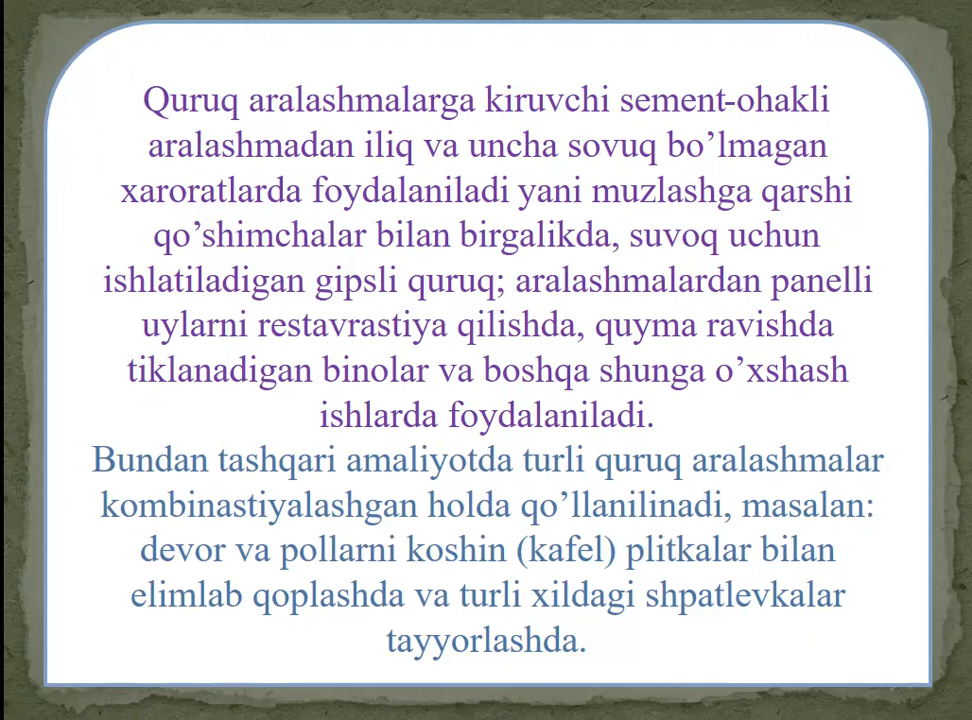 Quruq aralashmalarga kiruvchi sement-ohakli
aralashmadan iliq va uncha sovuq bo’lmagan
xaroratlarda foydalaniladi yani muzlashga qarshi
qo’shimchalar bilan birgalikda, suvoq uchun
ishlatiladigan gipsli quruq; aralashmalardan panelli
uylarni restavrastiya qilishda, quyma ravishda
tiklanadigan binolar va boshqa shunga o’xshash
ishlarda foydalaniladi.
Bundan tashqari amaliyotda turli quruq aralashmalar
kombinastiyalashgan holda qo’llanilinadi, masalan:
devor va pollarni koshin (kafel) plitkalar bilan
elimlab qoplashda va turli xildagi shpatlevkalar
tayyorlashda.